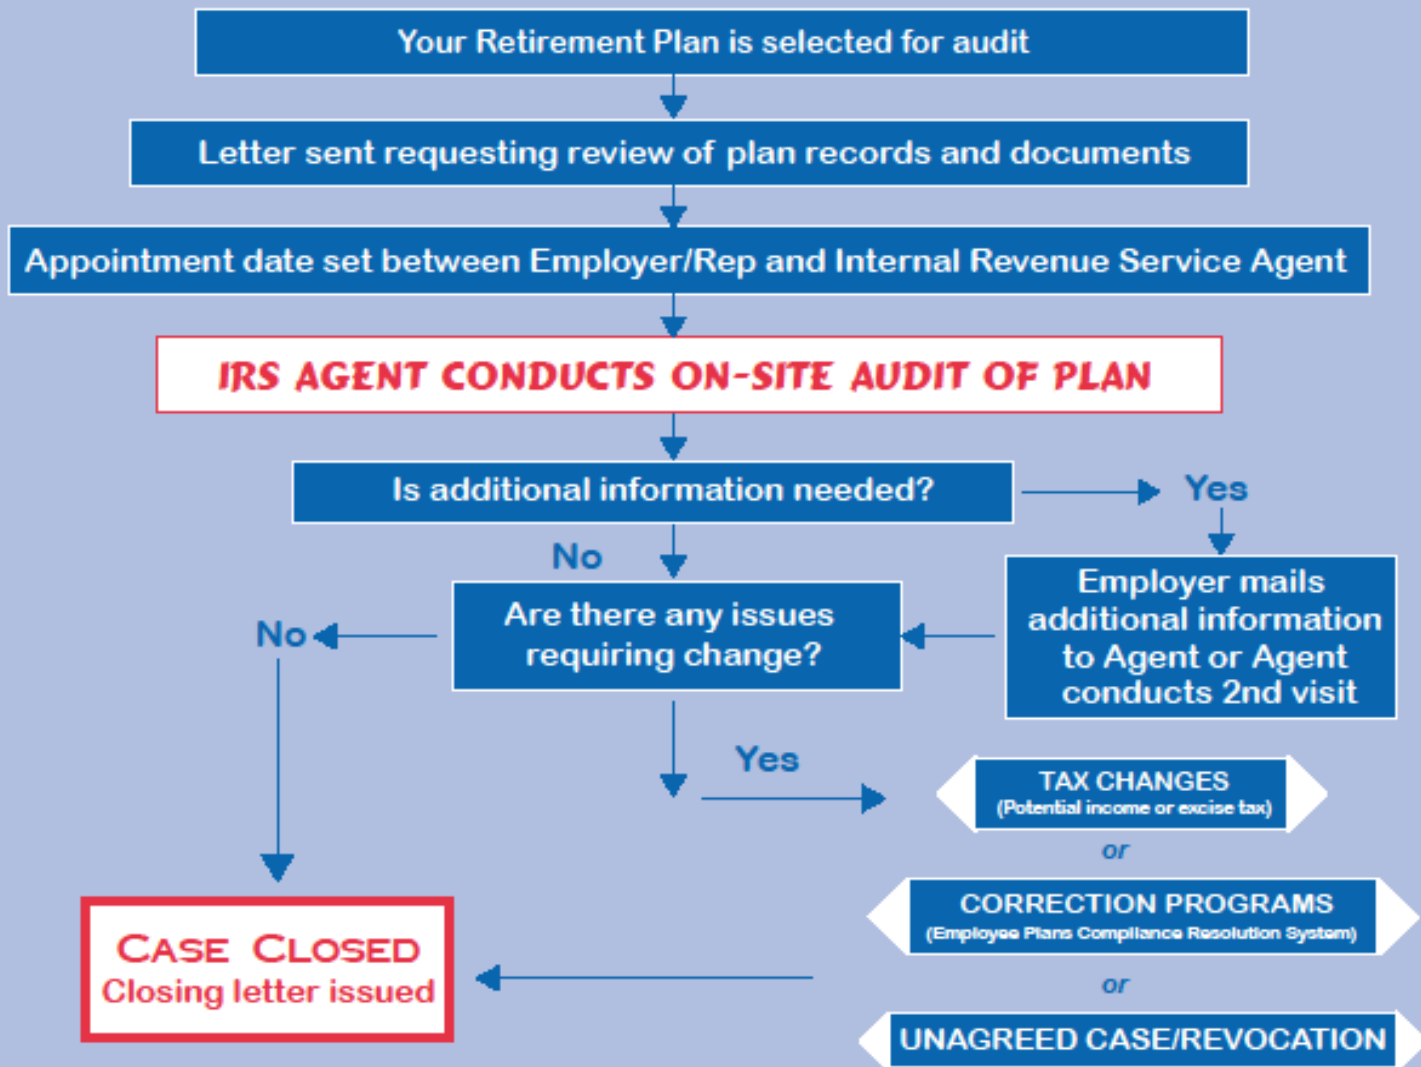 Your Retirement Plan is selected for audit
Letter sent requesting review of plan records and documents
Appointment date set between Employer/Rep and Internal Revenue Service Agent
IRS AGENT CONDUCTS ON-SITE AUDIT OF PLAN
Is additional information needed?
Yes
No
Employer mails
additional information
to Agent or Agent
conducts 2nd visit
Are there any issues
requiring change?
No
Yes
TAX CHANGES
(Potential income or excise tax)
or
CORRECTION PROGRAMS
(Employee Plans Compliance Resolution System)
or
UNAGREED CASE/REVOCATION
CASE CLOSED
Closing letter issued